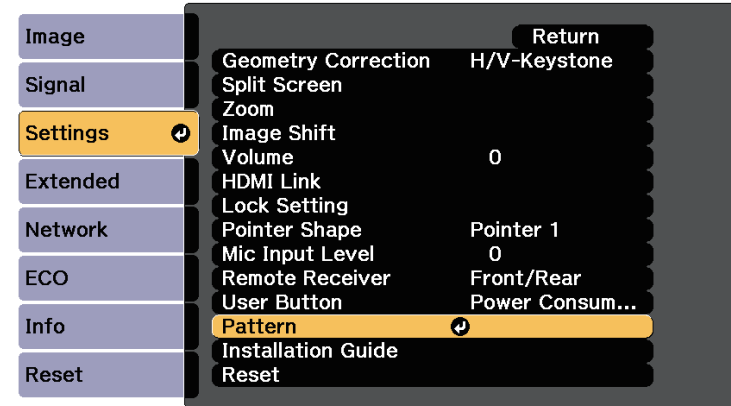 Image
Signal
Settings
Extended
Network
ECO
Info
Reset
Return
Geometry Correction H/V-Keystone
Split Screen
Zoom
Image Shift
Volume 0
HDMI Link
Lock Setting
Pointer Shape Pointer 1
Mic Input Level 0
Remote Receiver Front/Rear
User Button Power Consum...
Pattern
Installation Guide
Reset